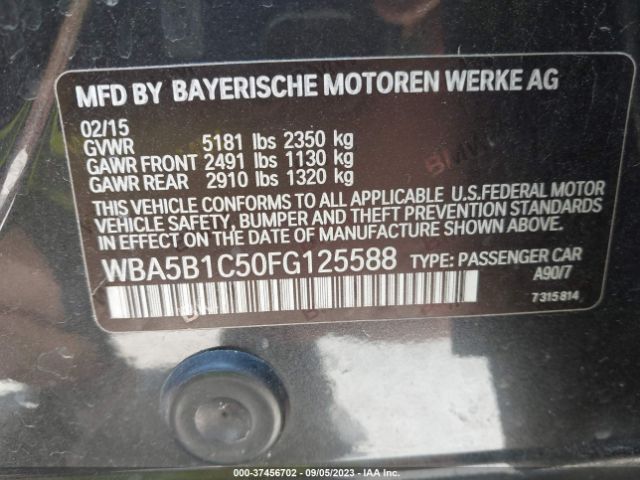 MFD BY BAYERISCHE MOTOREN WERKE AG
02/15
GVWR 5181 lbs 2350 kg
GAWR FRONT 2491 lbs 1130 kg
GAWR REAR 2910 lbs 1320 kg
THIS VEHICLE CONFORMS TO ALL APPLICABLE U.S.FEDERAL MOTOR
VEHICLE SAFETY, BUMPER AND THEFT PREVENTION STANDARDS
IN EFFECT ON THE DATE OF MANUFACTURE SHOWN ABOVE.
WBA5B1C50FG125588 TYPE: PASSENGER CAR
A90/7
7315814
000-37456702 - 09/05/2023 - IAA Inc.